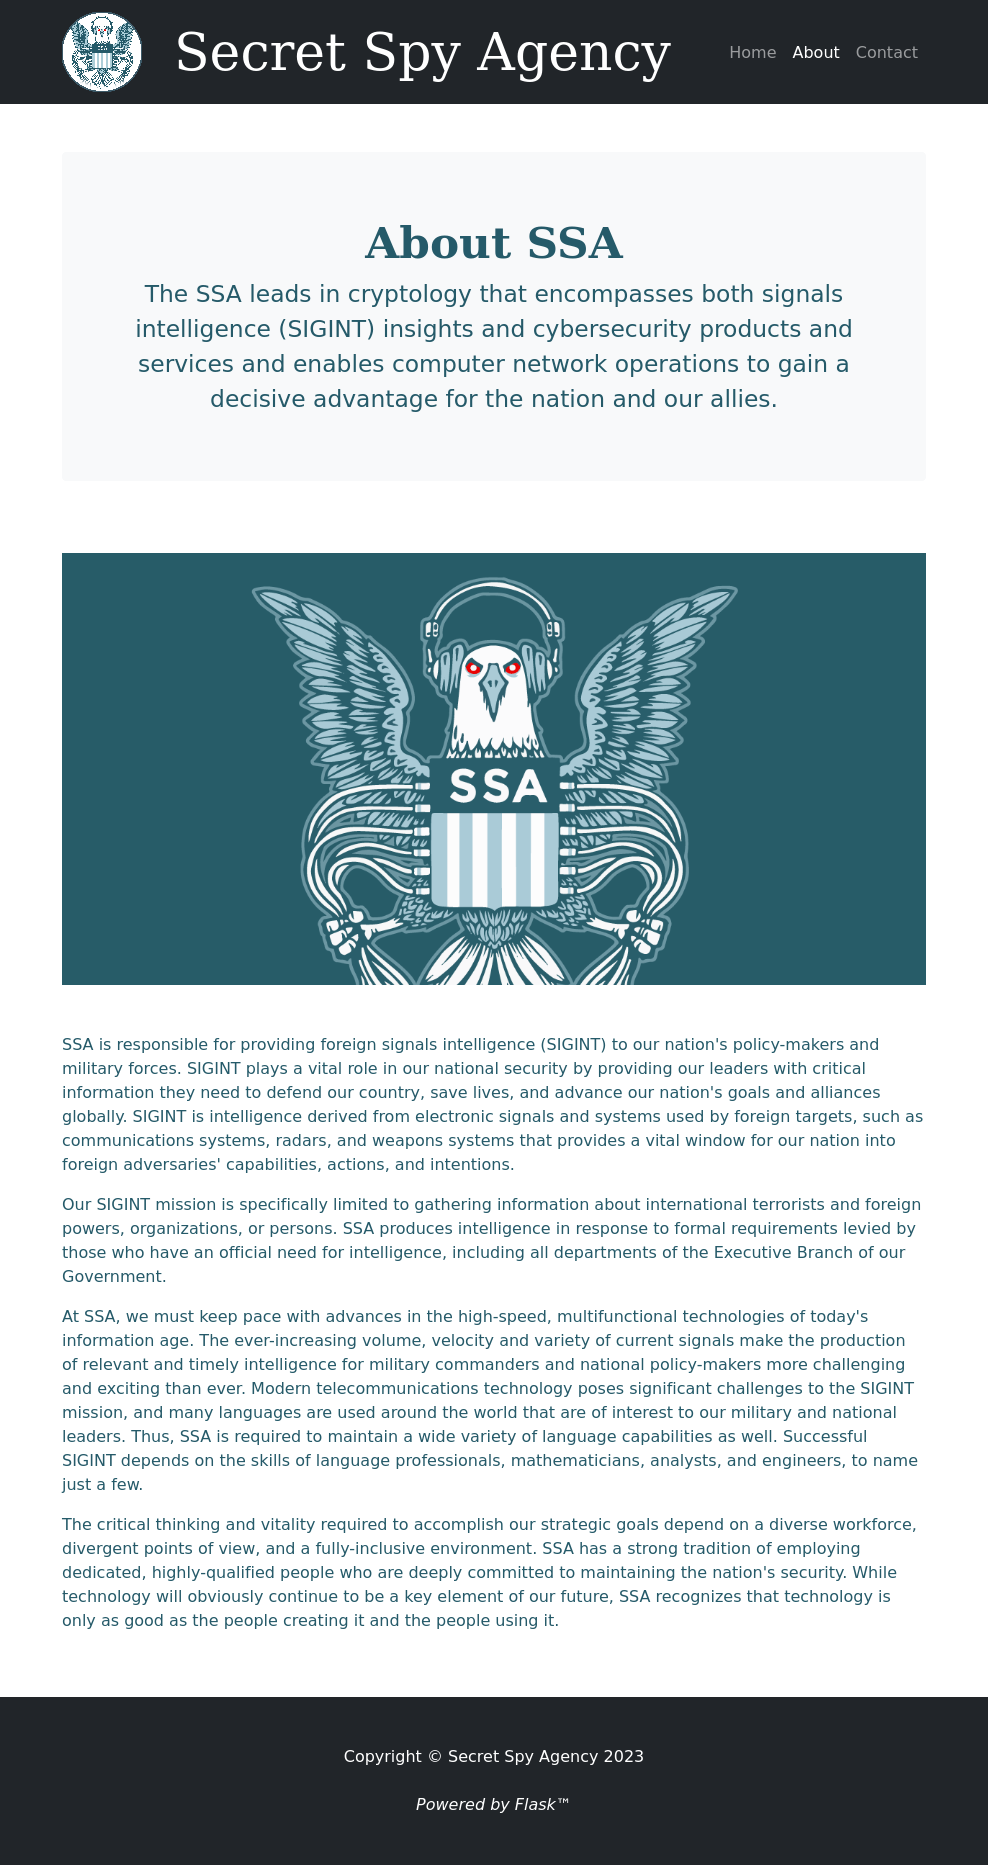 Secret Spy Agency
Home About Contact
About SSA
The SSA leads in cryptology that encompasses both signals
intelligence (SIGINT) insights and cybersecurity products and
services and enables computer network operations to gain a
decisive advantage for the nation and our allies.
SSA
SSA is responsible for providing foreign signals intelligence (SIGINT) to our nation's policy-makers and
military forces. SIGINT plays a vital role in our national security by providing our leaders with critical
information they need to defend our country, save lives, and advance our nation's goals and alliances
globally. SIGINT is intelligence derived from electronic signals and systems used by foreign targets, such as
communications systems, radars, and weapons systems that provides a vital window for our nation into
foreign adversaries' capabilities, actions, and intentions.
Our SIGINT mission is specifically limited to gathering information about international terrorists and foreign
powers, organizations, or persons. SSA produces intelligence in response to formal requirements levied by
those who have an official need for intelligence, including all departments of the Executive Branch of our
Government.
At SSA, we must keep pace with advances in the high-speed, multifunctional technologies of today's
information age. The ever-increasing volume, velocity and variety of current signals make the production
of relevant and timely intelligence for military commanders and national policy-makers more challenging
and exciting than ever. Modern telecommunications technology poses significant challenges to the SIGINT
mission, and many languages are used around the world that are of interest to our military and national
leaders. Thus, SSA is required to maintain a wide variety of language capabilities as well. Successful
SIGINT depends on the skills of language professionals, mathematicians, analysts, and engineers, to name
just a few.
The critical thinking and vitality required to accomplish our strategic goals depend on a diverse workforce,
divergent points of view, and a fully-inclusive environment. SSA has a strong tradition of employing
dedicated, highly-qualified people who are deeply committed to maintaining the nation's security. While
technology will obviously continue to be a key element of our future, SSA recognizes that technology is
only as good as the people creating it and the people using it.
Copyright © Secret Spy Agency 2023
Powered by Flask™